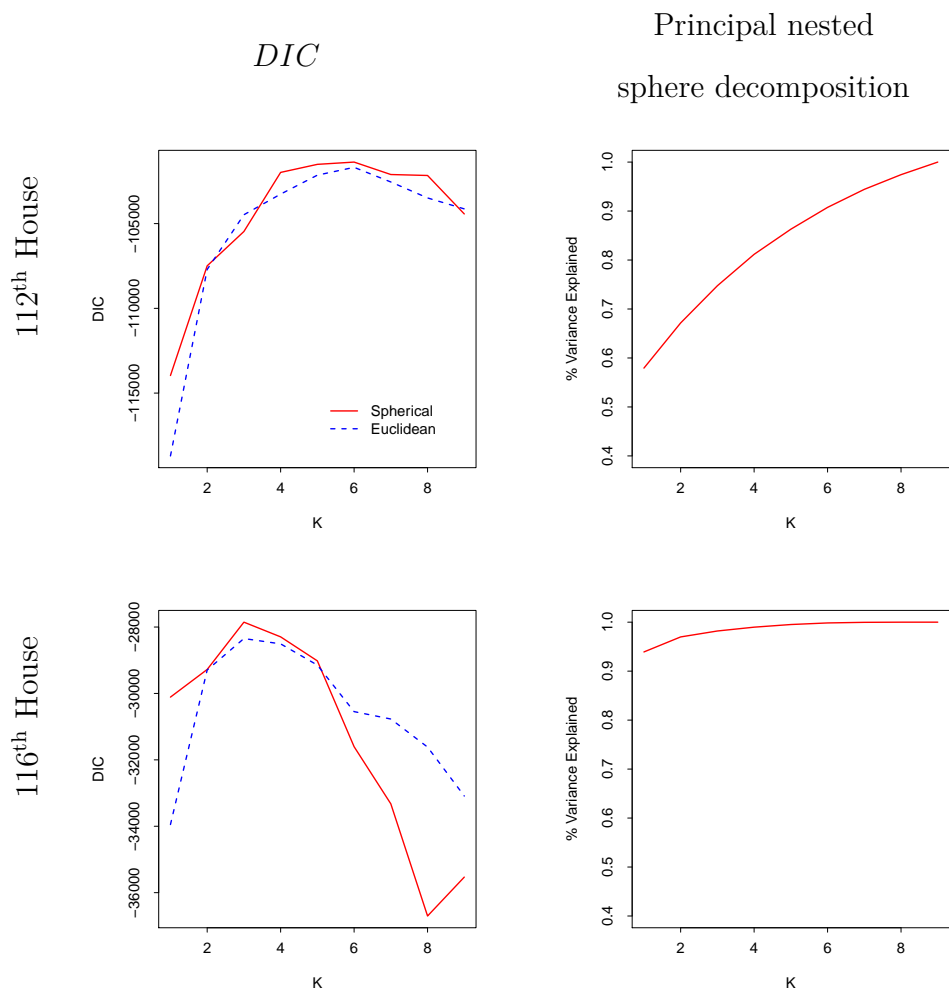 DIC
Principal nested
sphere decomposition
112th House
DIC
−105000
−110000
−115000
Spherical
Euclidean
2 4 6 8
K
% Variance Explained
1.0
0.9
0.8
0.7
0.6
0.5
0.4
2 4 6 8
K
116th House
DIC
−28000
−30000
−32000
−34000
−36000
2 4 6 8
K
% Variance Explained
1.0
0.9
0.8
0.7
0.6
0.5
0.4
2 4 6 8
K